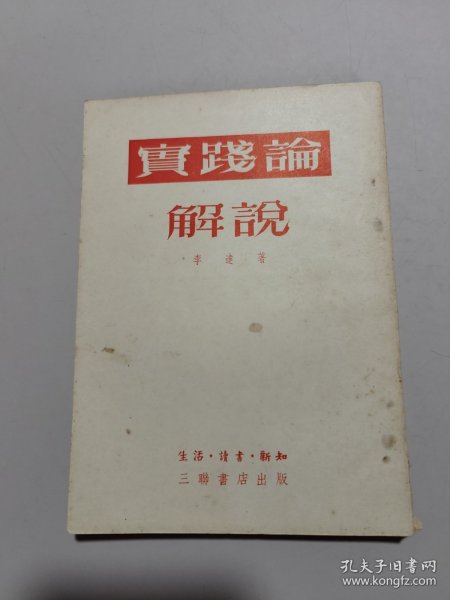 實踐論
解說
李達著
生活·讀書·新知
三聯書店出版
孔夫子旧书网
www.kongfz.com